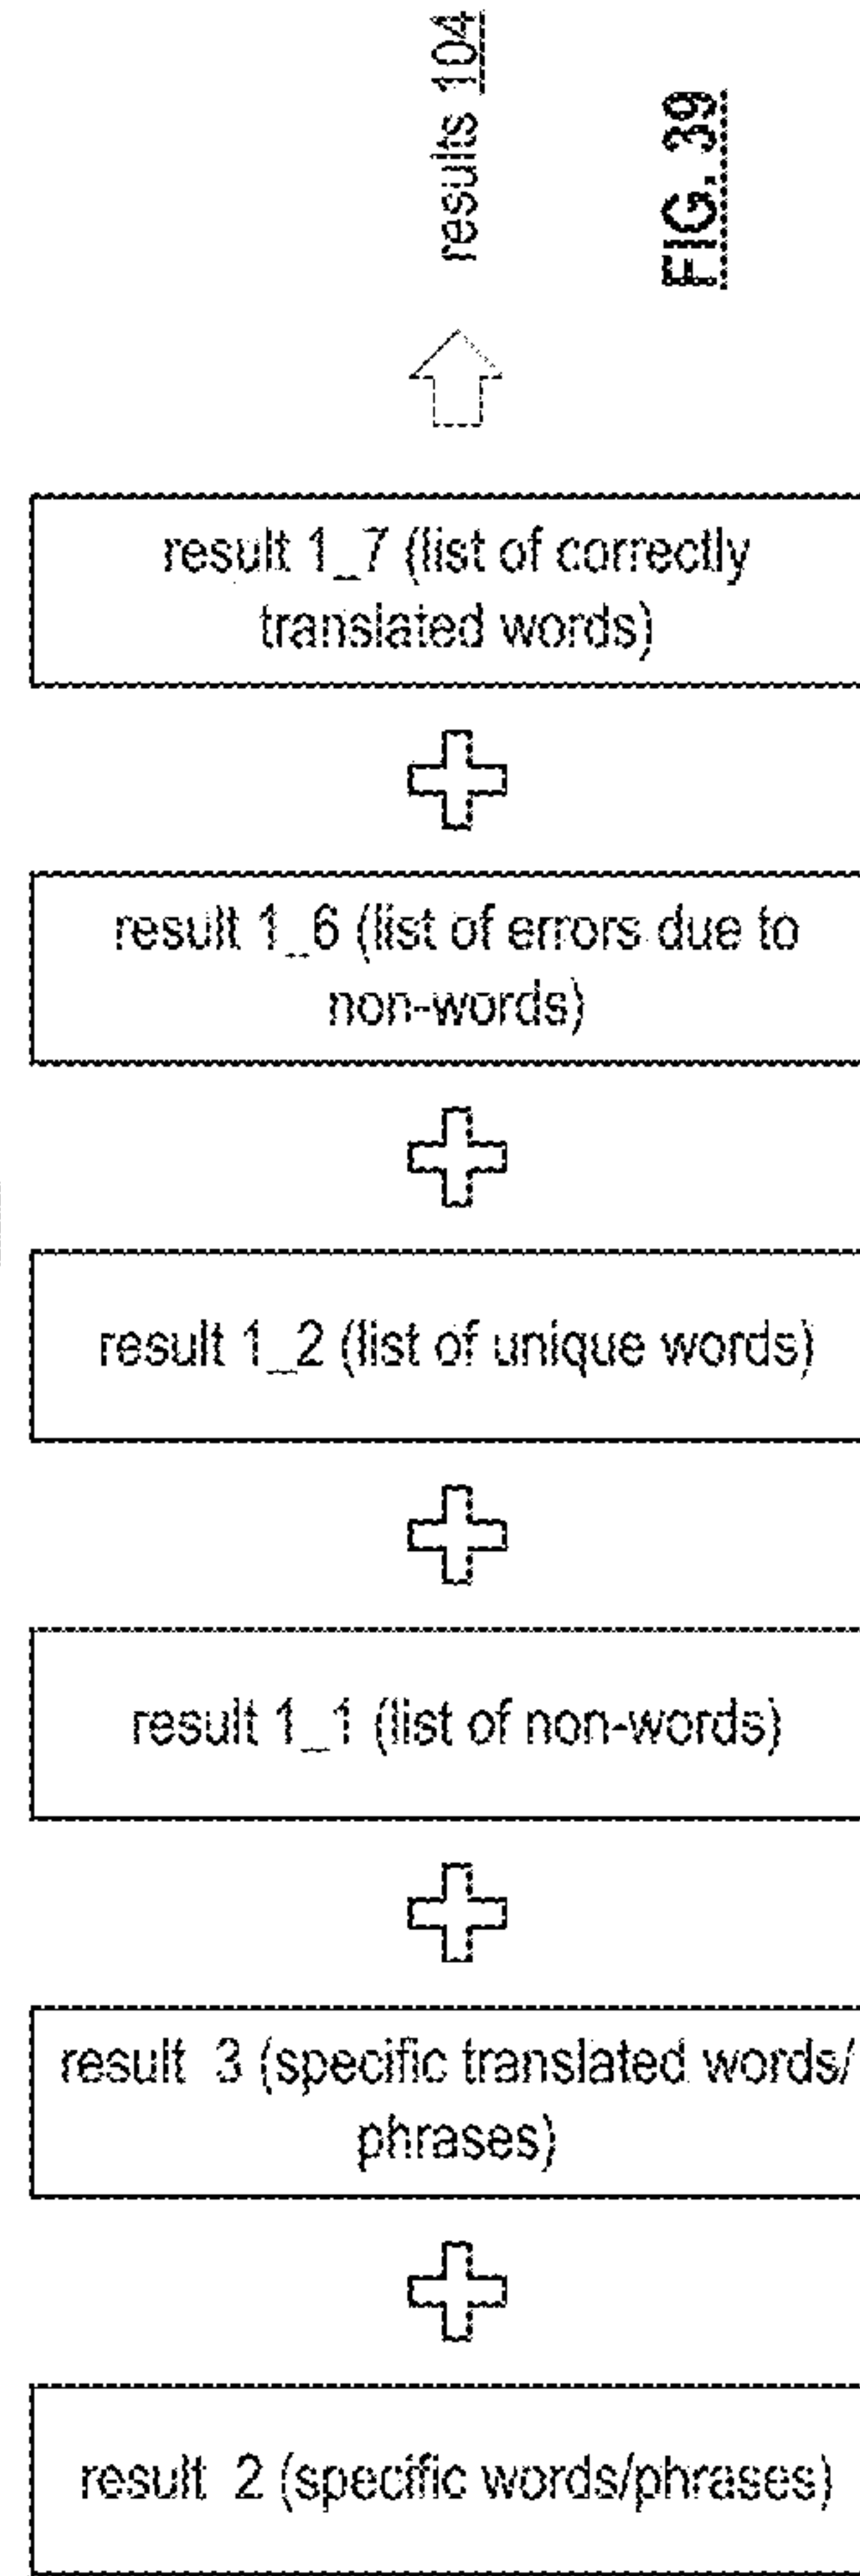 results 104
FIG. 39
result 1_7 (list of correctly
translated words)
result 1_6 (list of errors due to
non-words)
result 1_2 (list of unique words)
result 1_1 (list of non-words)
result 3 (specific translated words/
phrases)
result 2 (specific words/phrases)